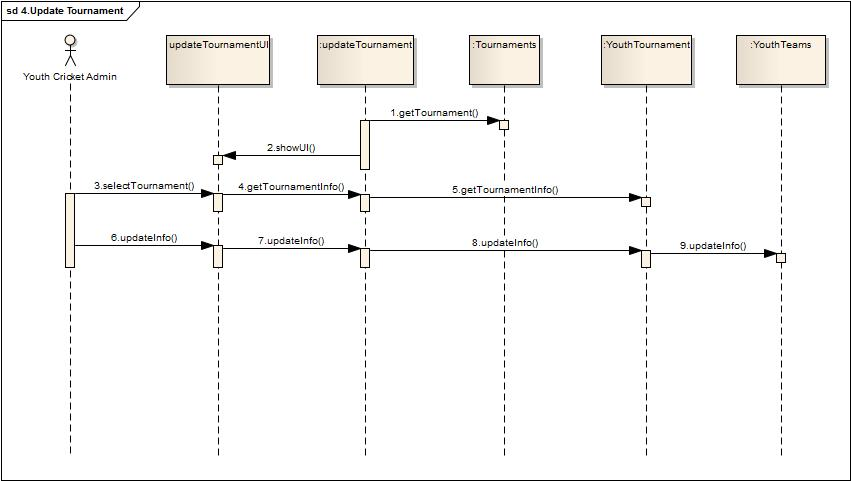 sd 4.Update Tournament
updateTournamentUI
:updateTournament
:Tournaments
:YouthTournament
:YouthTeams
Youth Cricket Admin
1.getTournament()
2.showUI()
3.selectTournament()
4.getTournamentInfo()
5.getTournamentInfo()
6.updateInfo()
7.updateInfo()
8.updateInfo()
9.updateInfo()